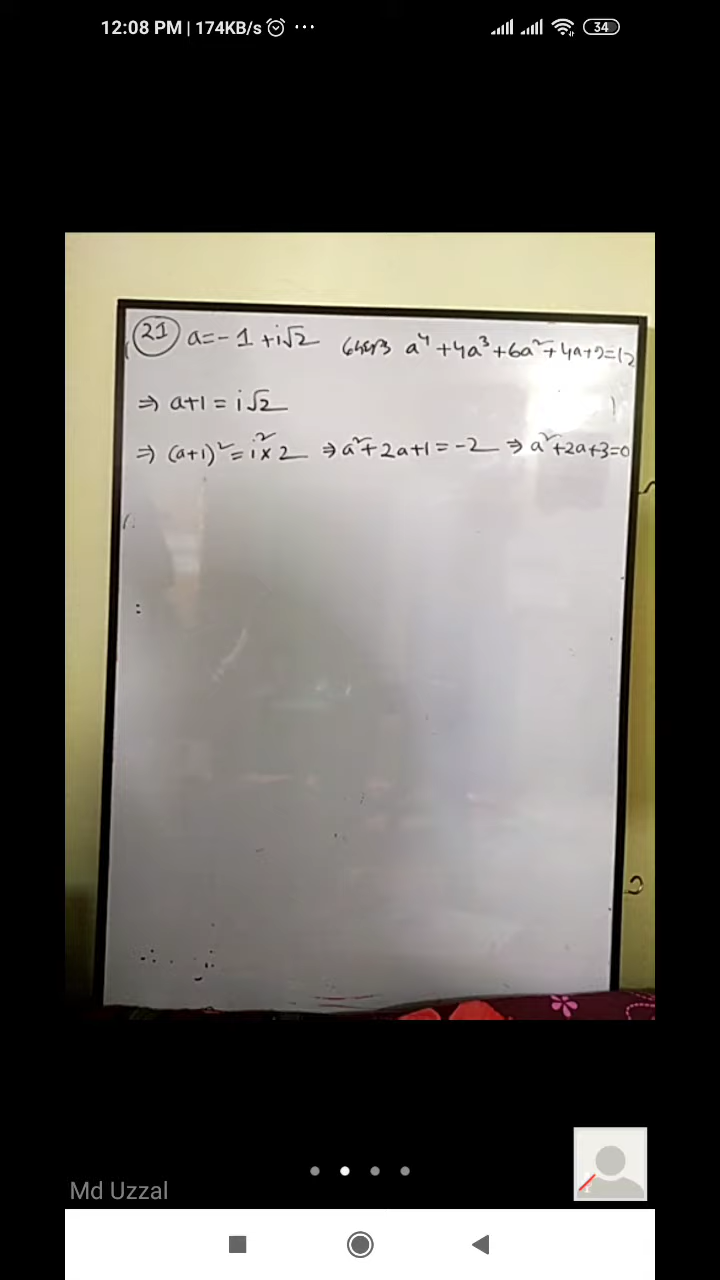 12:08 PM | 174KB/s ...
34
21 a=-1+i√2 a⁴+4a³+6a²+4a+9=12
⇒ a+1 = i√2
⇒ (a+1)² = i²×2 ⇒ a²+2a+1=-2 ⇒ a²+2a+3=0
Md Uzzal